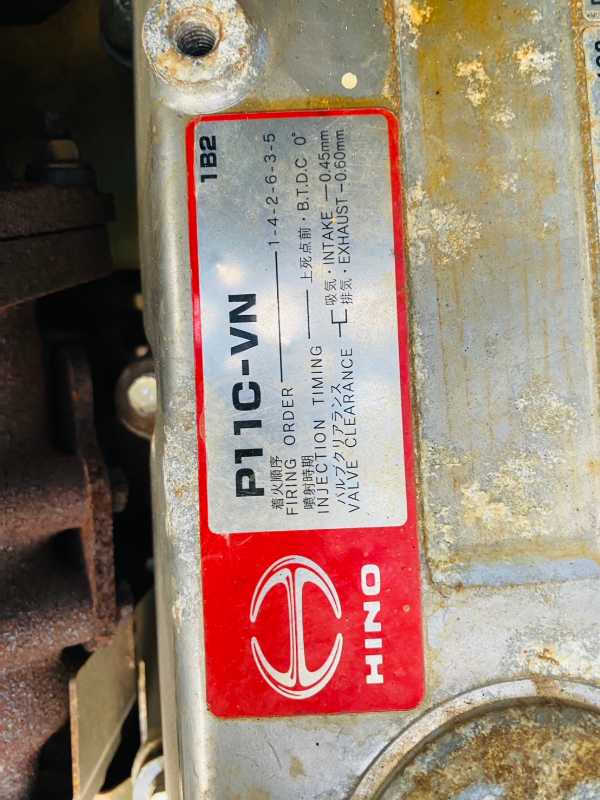 1B2
P11C-VN
着火順序
FIRING ORDER 1-4-2-6-3-5
噴射時期
INJECTION TIMING 上死点前・B.T.D.C 0°
バルブクリアランス 吸気・INTAKE —0.45mm
VALVE CLEARANCE 排気・EXHAUST-0.60mm
HINO